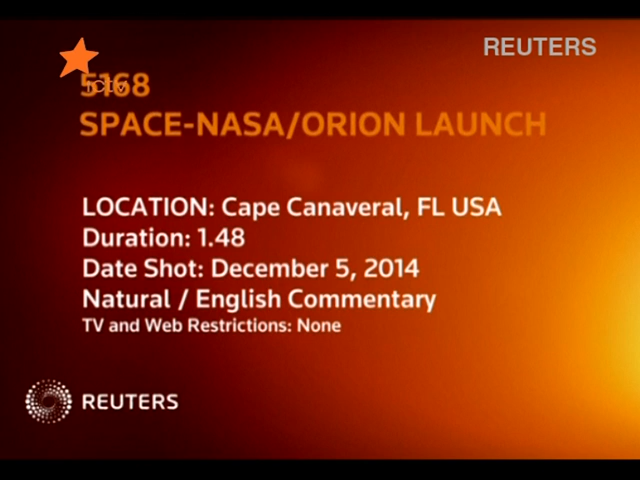 REUTERS
5168
ictv
SPACE-NASA/ORION LAUNCH
LOCATION: Cape Canaveral, FL USA
Duration: 1.48
Date Shot: December 5, 2014
Natural / English Commentary
TV and Web Restrictions: None
REUTERS